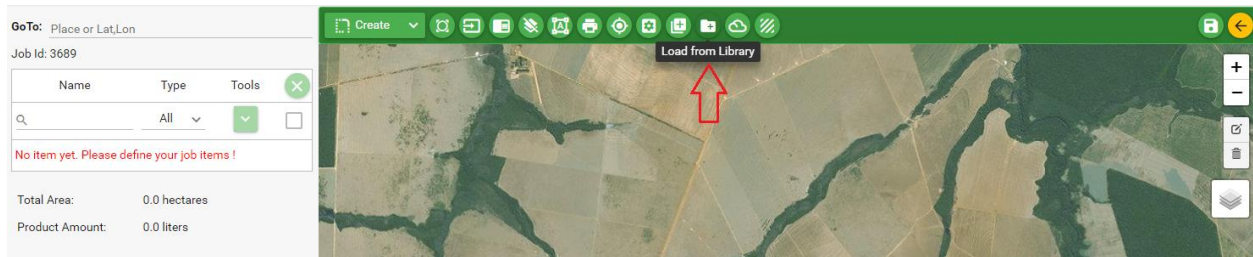 GoTo: Place or Lat,Lon
Job Id: 3689
Name Type Tools
All
No item yet. Please define your job items !
Total Area: 0.0 hectares
Product Amount: 0.0 liters
Create
Load from Library
+
−